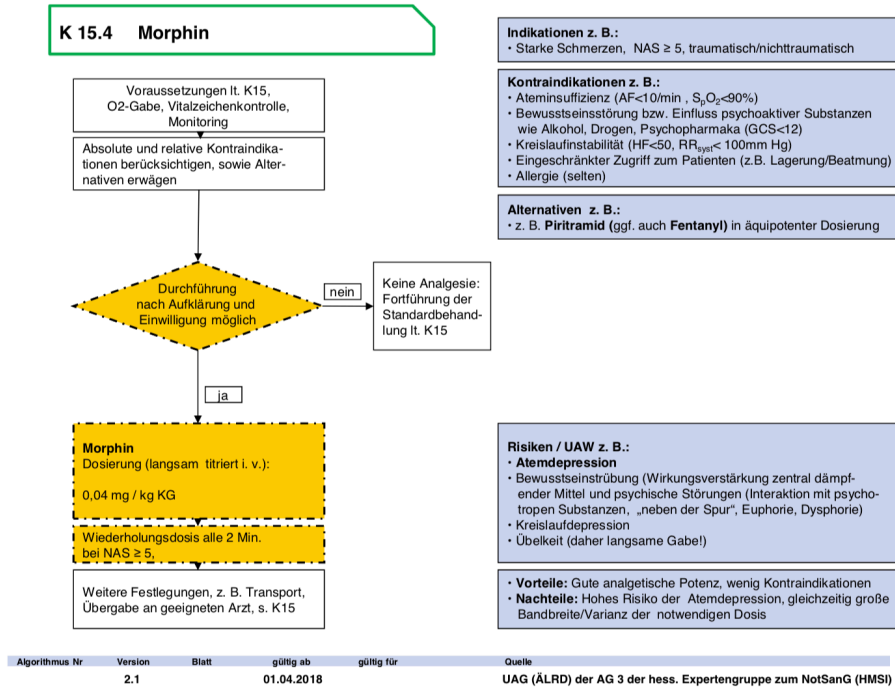 K 15.4 Morphin
Voraussetzungen lt. K15,
O2-Gabe, Vitalzeichenkontrolle,
Monitoring
Absolute und relative Kontraindika-
tionen berücksichtigen, sowie Alter-
nativen erwägen
Durchführung
nach Aufklärung und
Einwilligung möglich
nein
Keine Analgesie:
Fortführung der
Standardbehand-
lung lt. K15
ja
Morphin
Dosierung (langsam titriert i. v.):
0,04 mg / kg KG
Wiederholungsdosis alle 2 Min.
bei NAS ≥ 5,
Weitere Festlegungen, z. B. Transport,
Übergabe an geeigneten Arzt, s. K15
Indikationen z. B.:
• Starke Schmerzen, NAS ≥ 5, traumatisch/nichttraumatisch
Kontraindikationen z. B.:
• Ateminsuffizienz (AF<10/min , SpO2<90%)
• Bewusstseinsstörung bzw. Einfluss psychoaktiver Substanzen
wie Alkohol, Drogen, Psychopharmaka (GCS<12)
• Kreislaufinstabilität (HF<50, RRsyst< 100mm Hg)
• Eingeschränkter Zugriff zum Patienten (z.B. Lagerung/Beatmung)
• Allergie (selten)
Alternativen z. B.:
• z. B. Piritramid (ggf. auch Fentanyl) in äquipotenter Dosierung
Risiken / UAW z. B.:
• Atemdepression
• Bewusstseinstrübung (Wirkungsverstärkung zentral dämpf-
ender Mittel und psychische Störungen (Interaktion mit psycho-
tropen Substanzen, „neben der Spur“, Euphorie, Dysphorie)
• Kreislaufdepression
• Übelkeit (daher langsame Gabe!)
• Vorteile: Gute analgetische Potenz, wenig Kontraindikationen
• Nachteile: Hohes Risiko der Atemdepression, gleichzeitig große
Bandbreite/Varianz der notwendigen Dosis
Algorithmus Nr Version Blatt gültig ab gültig für Quelle
2.1 01.04.2018 UAG (ÄLRD) der AG 3 der hess. Expertengruppe zum NotSanG (HMSI)